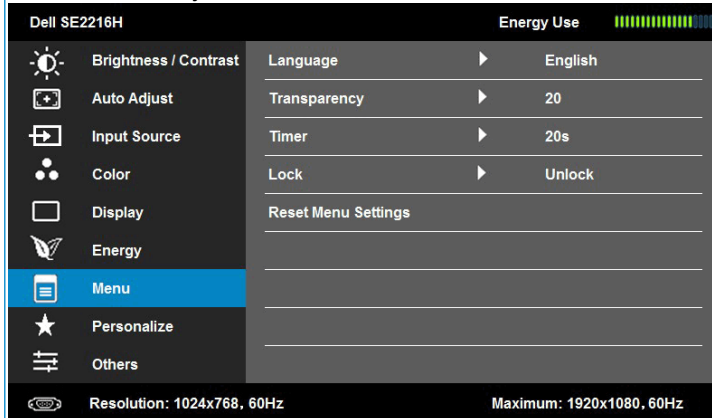 Dell SE2216H Energy Use
Brightness / Contrast Language English
Auto Adjust Transparency 20
Input Source Timer 20s
Color Lock Unlock
Display Reset Menu Settings
Energy
Menu
Personalize
Others
Resolution: 1024x768, 60Hz Maximum: 1920x1080, 60Hz